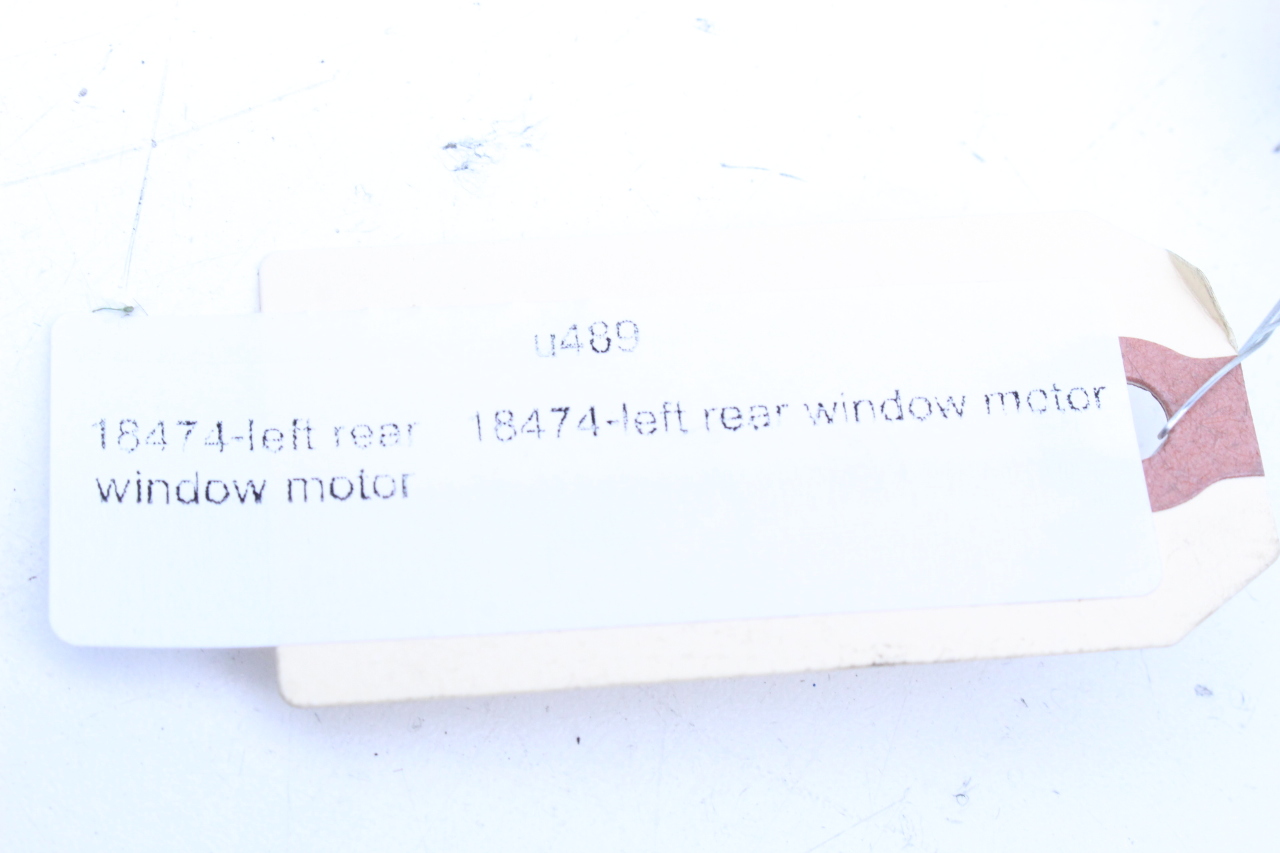 u489
18474-left rear
window motor
18474-left rear window motor